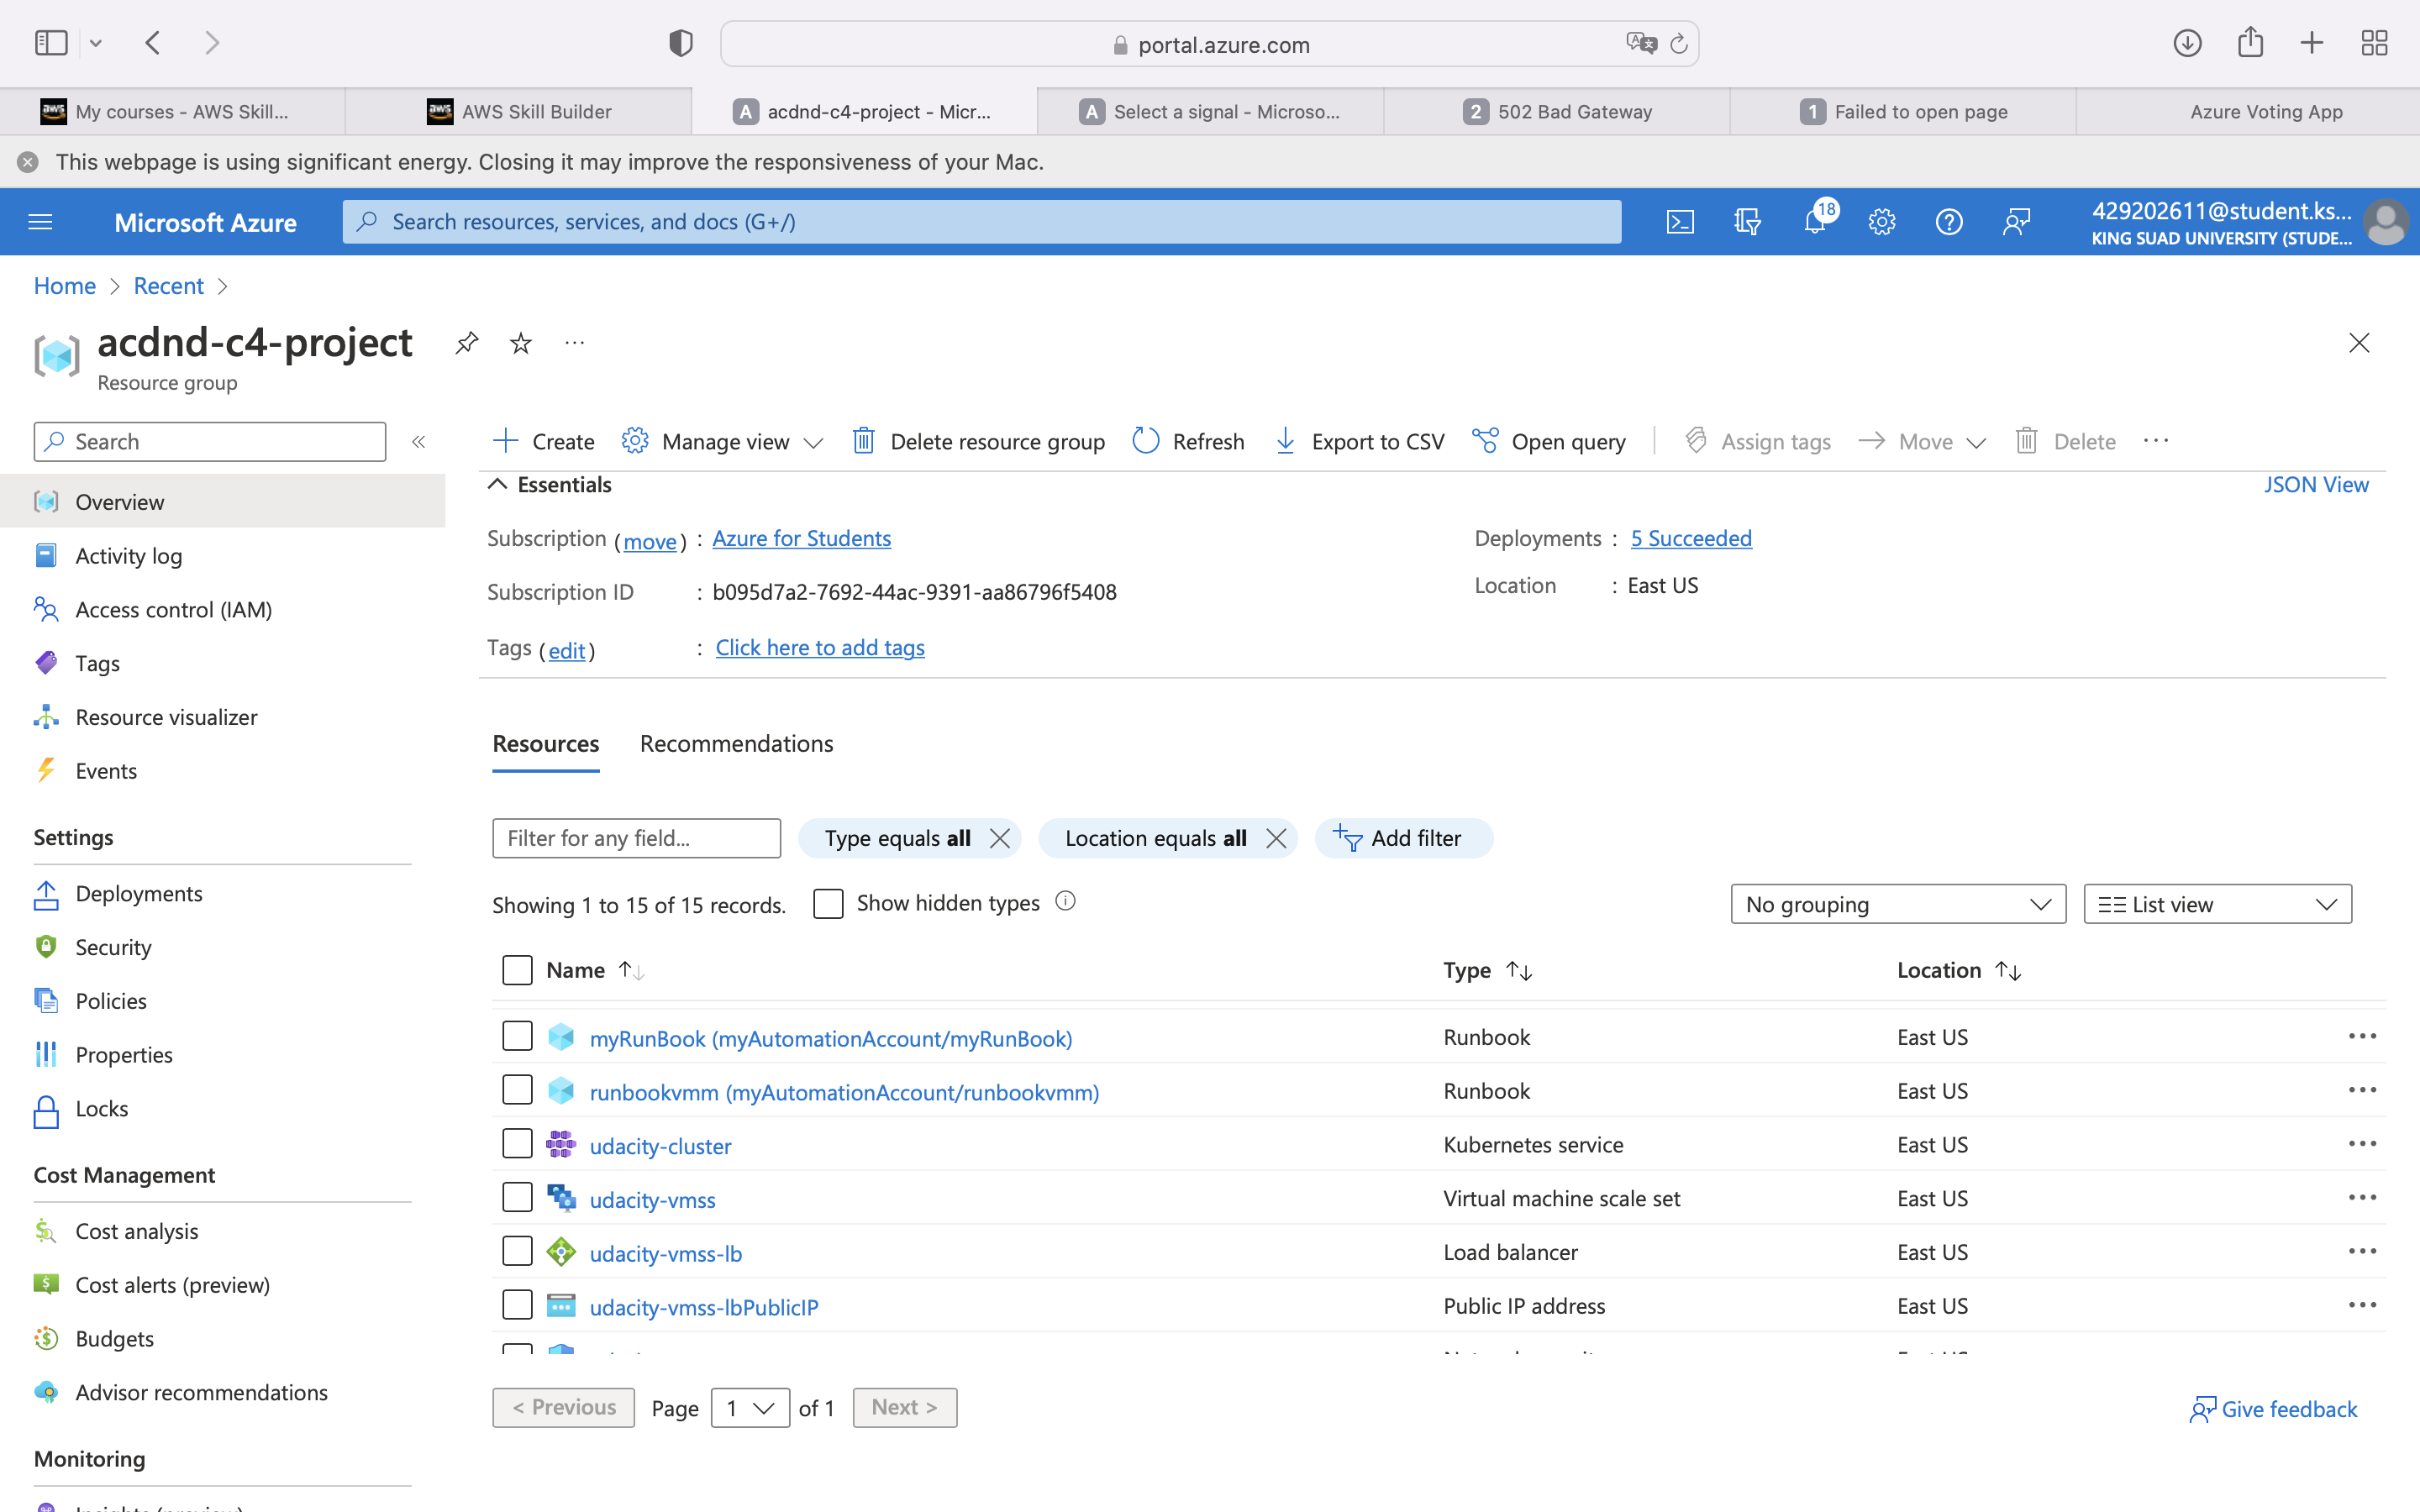 portal.azure.com
My courses - AWS Skill...
AWS Skill Builder
A acdnd-c4-project - Micr...
A Select a signal - Microso...
2 502 Bad Gateway
1 Failed to open page
Azure Voting App
This webpage is using significant energy. Closing it may improve the responsiveness of your Mac.
Microsoft Azure
Search resources, services, and docs (G+/)
18
429202611@student.ks...
KING SUAD UNIVERSITY (STUDE...
Home > Recent >
acdnd-c4-project
Resource group
Search
Create
Manage view
Delete resource group
Refresh
Export to CSV
Open query
Assign tags
Move
Delete
Overview
Activity log
Access control (IAM)
Tags
Resource visualizer
Events
Settings
Deployments
Security
Policies
Properties
Locks
Cost Management
Cost analysis
Cost alerts (preview)
Budgets
Advisor recommendations
Monitoring
Essentials
JSON View
Subscription (move) : Azure for Students
Deployments : 5 Succeeded
Subscription ID : b095d7a2-7692-44ac-9391-aa86796f5408
Location : East US
Tags (edit) : Click here to add tags
Resources
Recommendations
Filter for any field...
Type equals all
Location equals all
Add filter
Showing 1 to 15 of 15 records.
Show hidden types
No grouping
List view
Name Type Location
myRunBook (myAutomationAccount/myRunBook) Runbook East US
runbookvmm (myAutomationAccount/runbookvmm) Runbook East US
udacity-cluster Kubernetes service East US
udacity-vmss Virtual machine scale set East US
udacity-vmss-lb Load balancer East US
udacity-vmss-lbPublicIP Public IP address East US
< Previous
Page 1 of 1
Next >
Give feedback